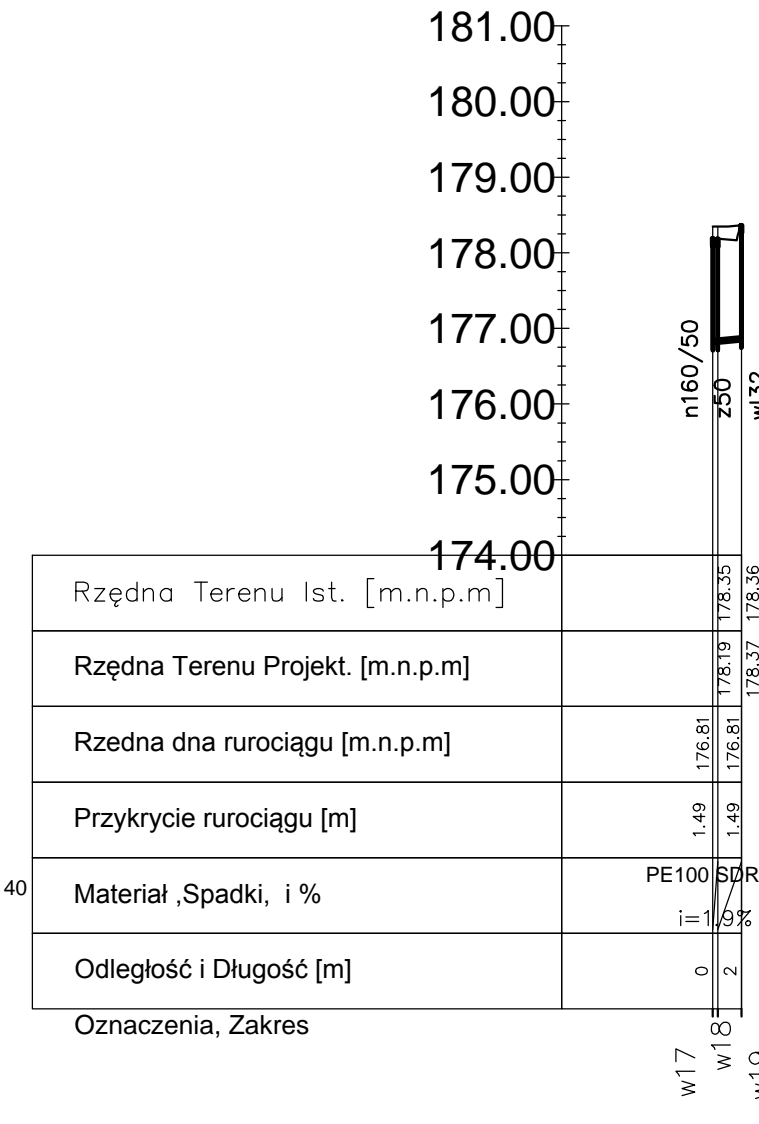 181.00
180.00
179.00
178.00
177.00
176.00
175.00
174.00
n160/50
z50
Rzędna Terenu Ist. [m.n.p.m]
178.35
178.36
Rzędna Terenu Projekt. [m.n.p.m]
178.19
178.37
Rzedna dna rurociągu [m.n.p.m]
176.81
176.81
Przykrycie rurociągu [m]
1.49
1.49
40
Materiał ,Spadki, i %
PE100 SDR
i=1.9%
Odległość i Długość [m]
0
2
Oznaczenia, Zakres
w17
w18